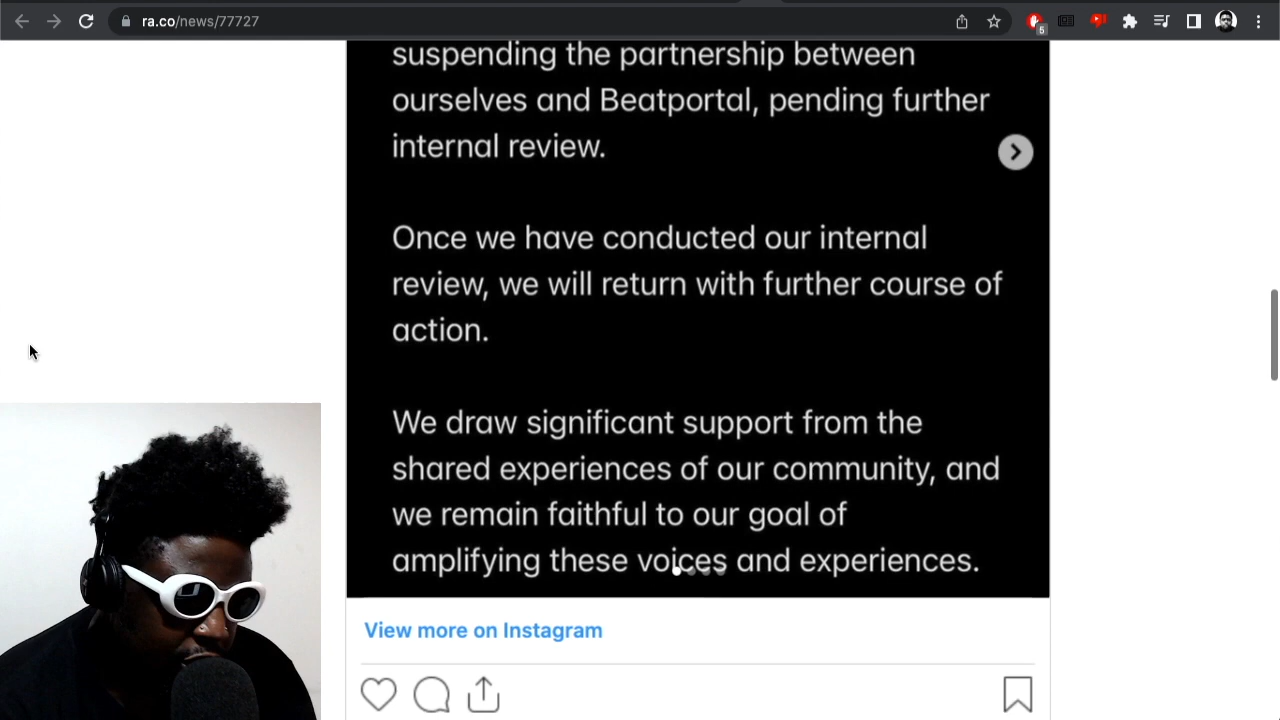 ra.co/news/77727
5
suspending the partnership between
ourselves and Beatportal, pending further
internal review.
Once we have conducted our internal
review, we will return with further course of
action.
We draw significant support from the
shared experiences of our community, and
we remain faithful to our goal of
amplifying these voices and experiences.
View more on Instagram